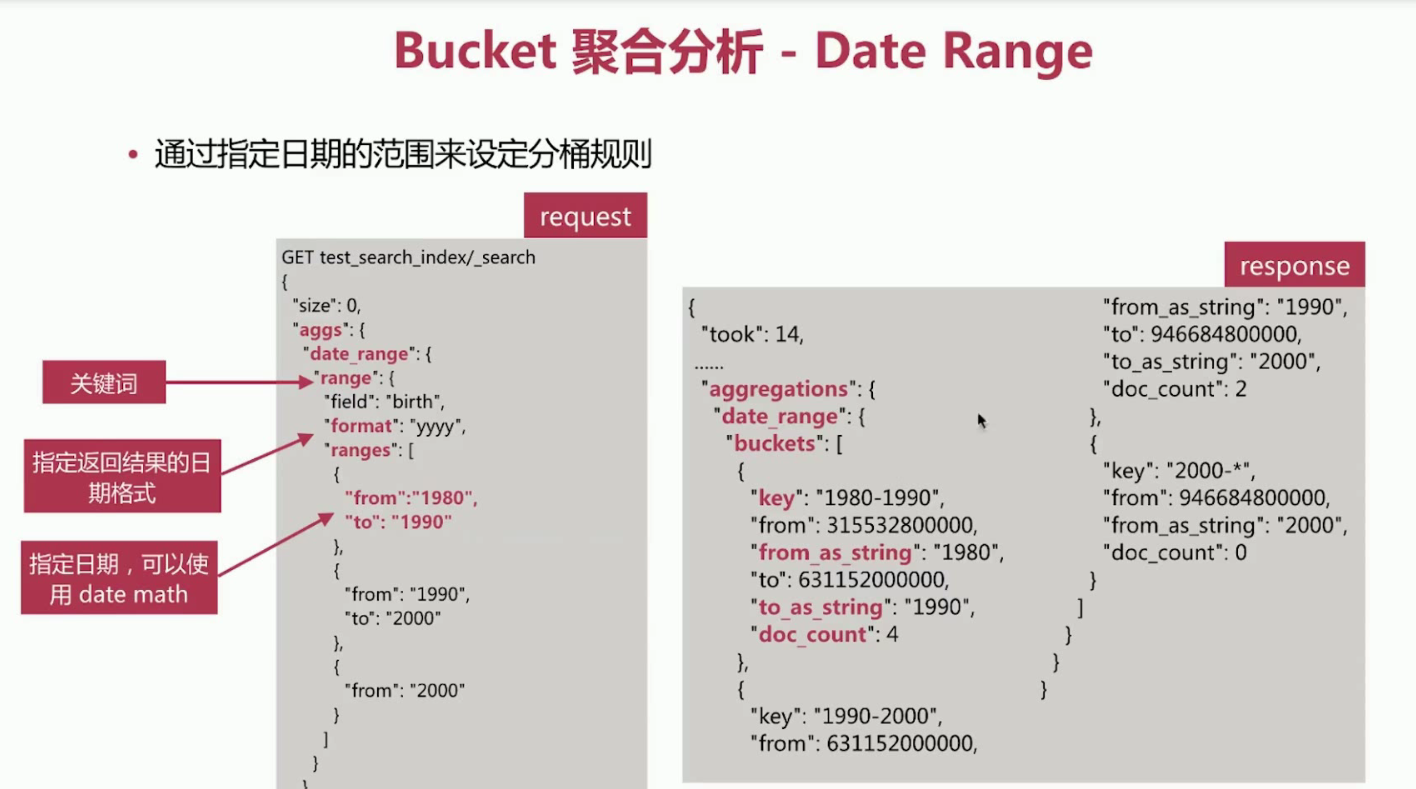 Bucket 聚合分析 - Date Range
• 通过指定日期的范围来设定分桶规则
request
GET test_search_index/_search
{
"size": 0,
"aggs": {
"date_range": {
"range": {
"field": "birth",
"format": "yyyy",
"ranges": [
{
"from":"1980",
"to": "1990"
},
{
"from": "1990",
"to": "2000"
},
{
"from": "2000"
}
]
}
}
关键词
指定返回结果的日
期格式
指定日期，可以使
用 date math
response
{
"took": 14,
......
"aggregations": {
"date_range": {
"buckets": [
{
"key": "1980-1990",
"from": 315532800000,
"from_as_string": "1980",
"to": 631152000000,
"to_as_string": "1990",
"doc_count": 4
},
{
"key": "1990-2000",
"from": 631152000000,
"from_as_string": "1990",
"to": 946684800000,
"to_as_string": "2000",
"doc_count": 2
},
{
"key": "2000-*",
"from": 946684800000,
"from_as_string": "2000",
"doc_count": 0
}
]
}
}
}